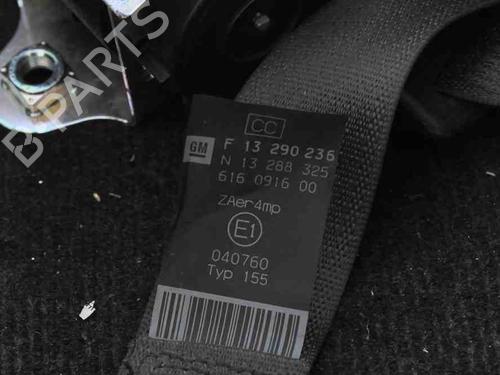 B PARTS
CC
GM F 13 290 236
N 13 288 325
616 0916 00
ZAer4mp
E1
040760
Typ 155